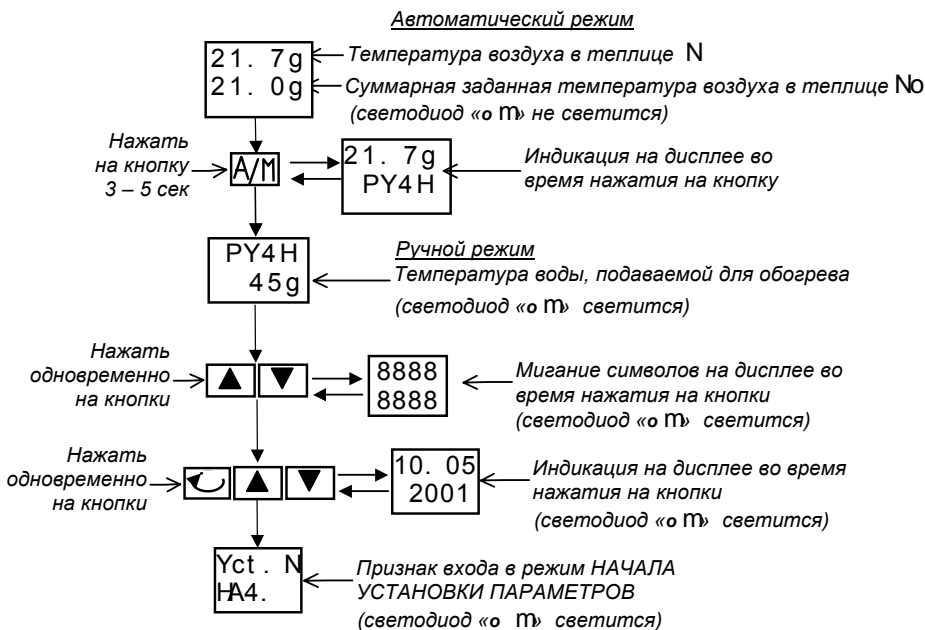 Автоматический режим
21. 7g
21. 0g
Температура воздуха в теплице N
Суммарная заданная температура воздуха в теплице No
(светодиод «о m» не светится)
Нажать
на кнопку
3 – 5 сек
A/M
21. 7g
PY4H
Индикация на дисплее во
время нажатия на кнопку
PY4H
45g
Ручной режим
Температура воды, подаваемой для обогрева
(светодиод «о m» светится)
Нажать
одновременно
на кнопки
▲ ▼
8888
8888
Мигание символов на дисплее во
время нажатия на кнопки
(светодиод «о m» светится)
Нажать
одновременно
на кнопки
▲ ▼
10. 05
2001
Индикация на дисплее во время
нажатия на кнопки
(светодиод «о m» светится)
Yct. N
HA4.
Признак входа в режим НАЧАЛА
УСТАНОВКИ ПАРАМЕТРОВ
(светодиод «о m» светится)